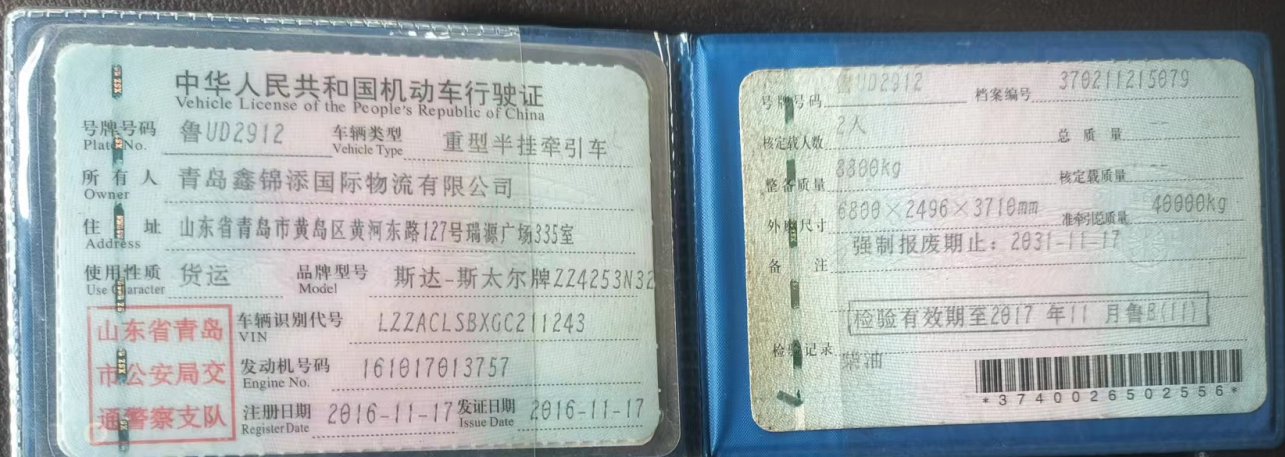 中华人民共和国机动车行驶证
Vehicle License of the People's Republic of China
号牌号码 鲁UD2912 车辆类型 重型半挂牵引车
Plate No. Vehicle Type
所有人 青岛鑫锦添国际物流有限公司
Owner
住址 山东省青岛市黄岛区黄河东路127号瑞源广场335室
Address
使用性质 货运 品牌型号 斯达-斯太尔牌ZZ4253N32
Use Character Model
山东省青岛
市公安局交
通警察支队
车辆识别代号 LZZACLSBXGC211243
VIN
发动机号码 161017013757
Engine No.
注册日期 2016-11-17 发证日期 2016-11-17
Register Date Issue Date
号牌号码 鲁UD2912 档案编号 370211215079
核定载人数 2人 总质量 --
整备质量 8800kg 核定载质量 --
外廓尺寸 6800×2496×3710mm 准牵引总质量 40000kg
备注 强制报废期止：2031-11-17
检验有效期至2017 年11 月鲁B(11)
检验记录 柴油
*3740026502556*